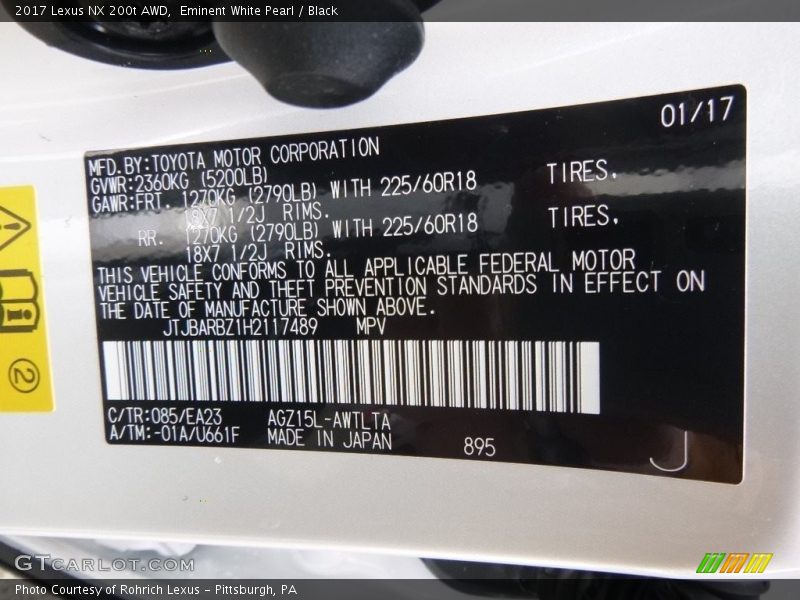 2017 Lexus NX 200t AWD,  Eminent White Pearl / Black
01/17
MFD.BY:TOYOTA MOTOR CORPORATION
GVWR:2360KG (5200LB)
GAWR:FRT. 1270KG (2790LB) WITH 225/60R18 TIRES,
18X7 1/2J RIMS.
RR. 1270KG (2790LB) WITH 225/60R18 TIRES,
18X7 1/2J RIMS.
THIS VEHICLE CONFORMS TO ALL APPLICABLE FEDERAL MOTOR
VEHICLE SAFETY AND THEFT PREVENTION STANDARDS IN EFFECT ON
THE DATE OF MANUFACTURE SHOWN ABOVE.
JTJBARBZ1H2117489 MPV
C/TR:085/EA23 AGZ15L-AWTLTA
A/TM:-01A/U661F MADE IN JAPAN 895
J
2
GTCARLOT.COM
Photo Courtesy of Rohrich Lexus - Pittsburgh, PA